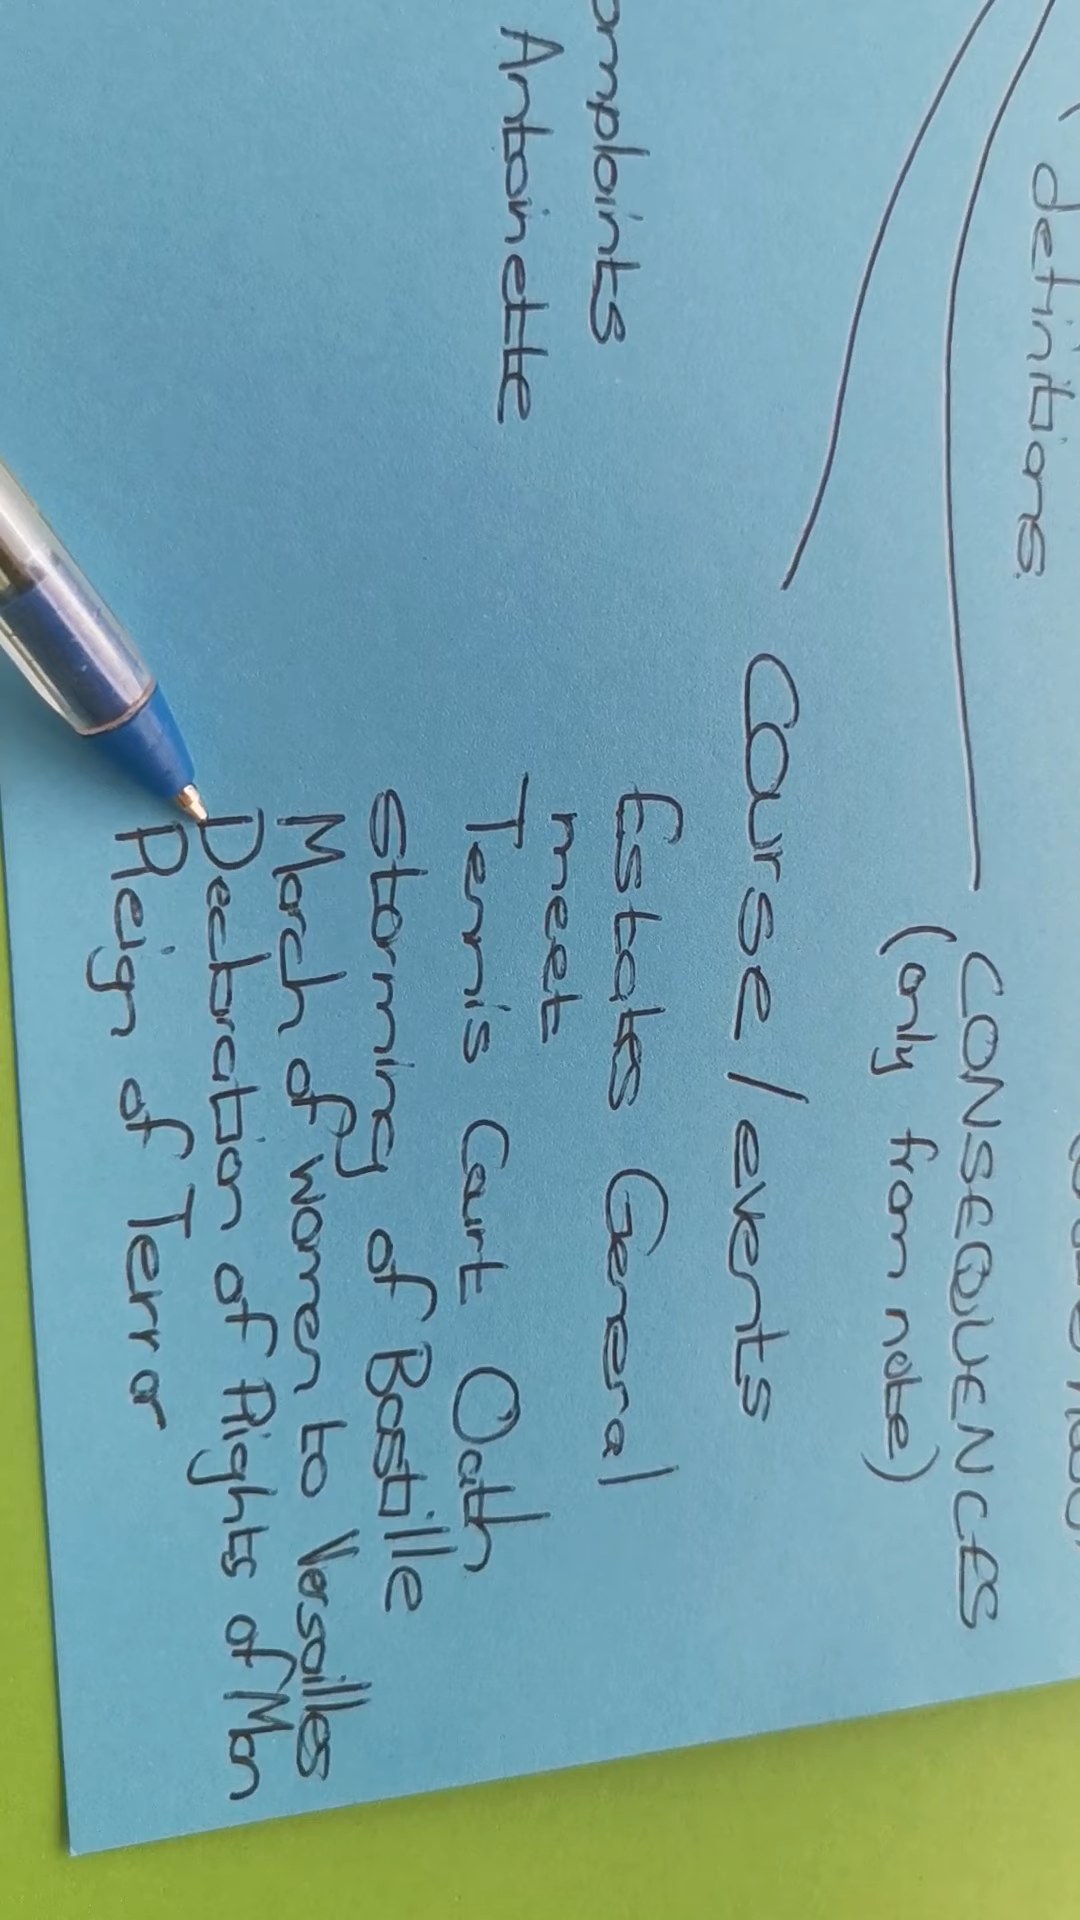 definitions
CONSEQUENCES
(only from note)
Course / events
Estates General
meet
Tennis Court Oath
Storming of Bastille
March of Women to Versailles
Declaration of Rights of Man
Reign of Terror
omplaints
Antoinette